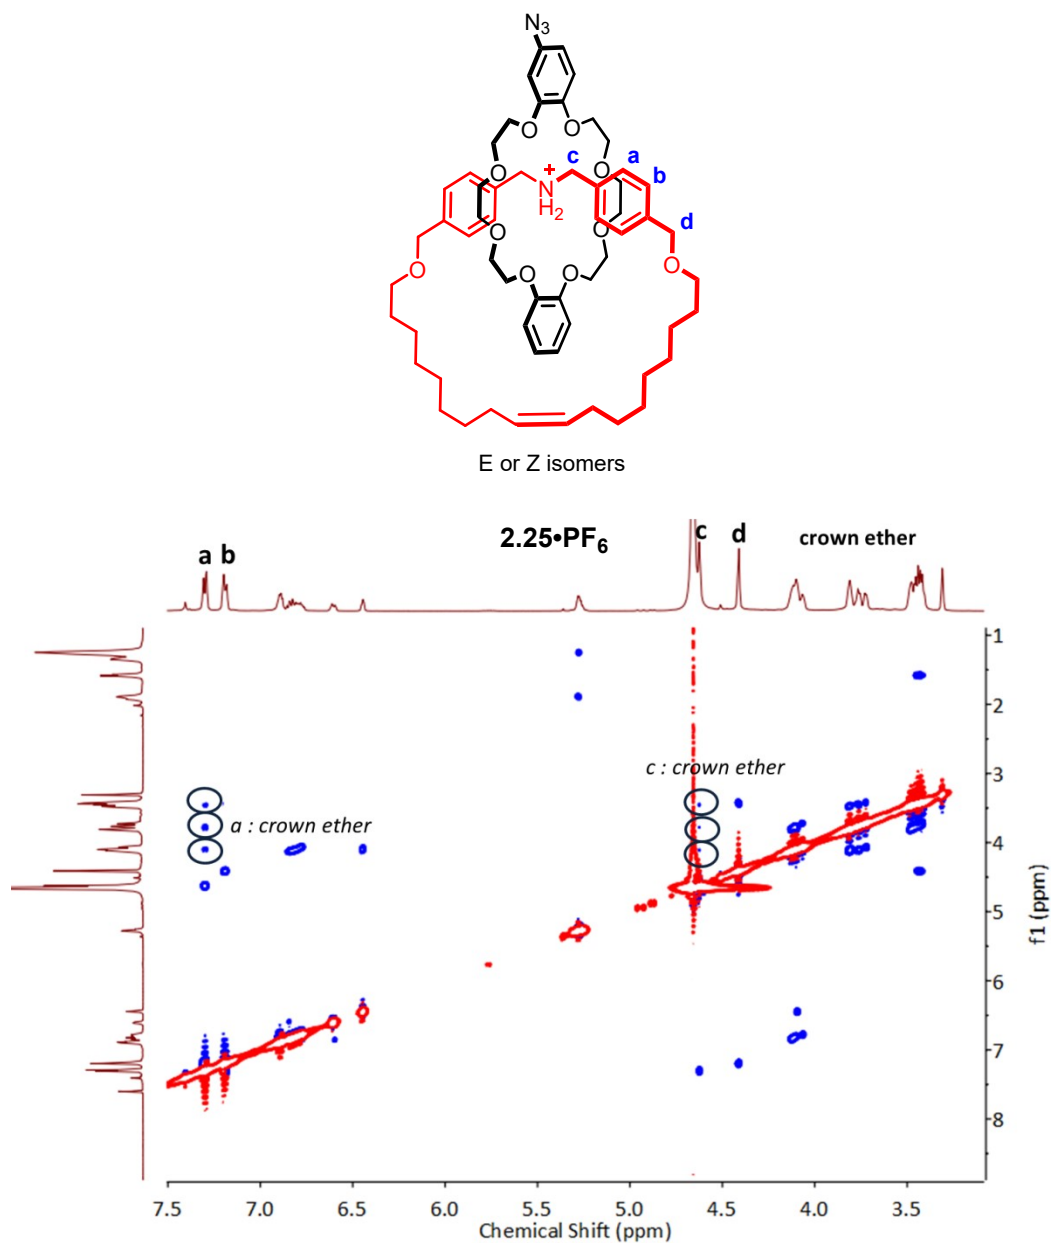 N3
O
O
O
O
O
O
O
O
c
a
b
d
+
N
H2
O
O
E or Z isomers
2.25•PF6
a b
c
d
crown ether
c : crown ether
a : crown ether
1
2
3
4
5
6
7
8
f1 (ppm)
7.5 7.0 6.5 6.0 5.5 5.0 4.5 4.0 3.5
Chemical Shift (ppm)